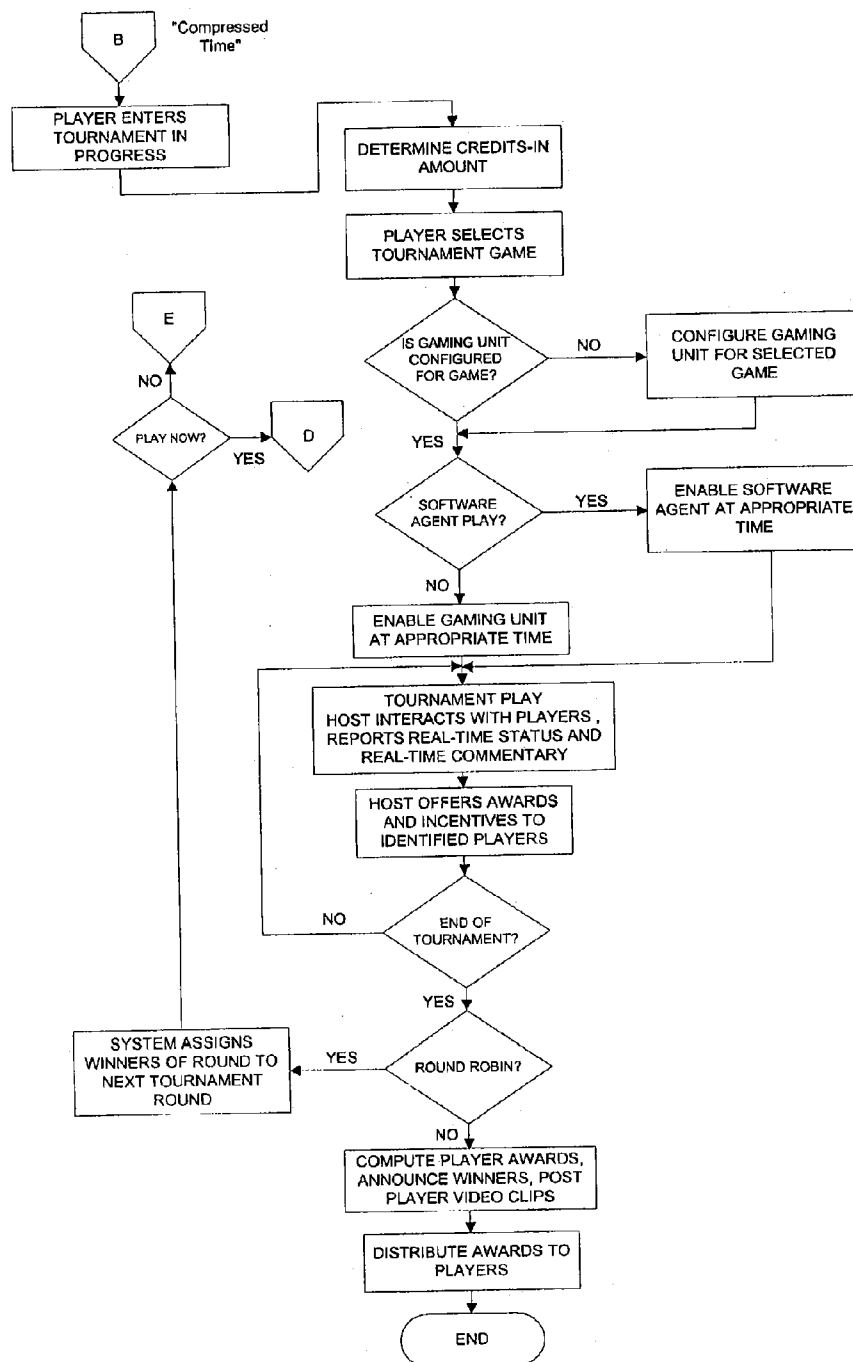 B
"Compressed
Time"
PLAYER ENTERS
TOURNAMENT IN
PROGRESS
DETERMINE CREDITS-IN
AMOUNT
PLAYER SELECTS
TOURNAMENT GAME
IS GAMING UNIT
CONFIGURED
FOR GAME?
NO
CONFIGURE GAMING
UNIT FOR SELECTED
GAME
YES
E
NO
PLAY NOW?
YES
D
SOFTWARE
AGENT PLAY?
YES
ENABLE SOFTWARE
AGENT AT APPROPRIATE
TIME
NO
ENABLE GAMING UNIT
AT APPROPRIATE TIME
TOURNAMENT PLAY
HOST INTERACTS WITH PLAYERS ,
REPORTS REAL-TIME STATUS AND
REAL-TIME COMMENTARY
HOST OFFERS AWARDS
AND INCENTIVES TO
IDENTIFIED PLAYERS
NO
END OF
TOURNAMENT?
YES
ROUND ROBIN?
YES
SYSTEM ASSIGNS
WINNERS OF ROUND TO
NEXT TOURNAMENT
ROUND
NO
COMPUTE PLAYER AWARDS,
ANNOUNCE WINNERS, POST
PLAYER VIDEO CLIPS
DISTRIBUTE AWARDS TO
PLAYERS
END